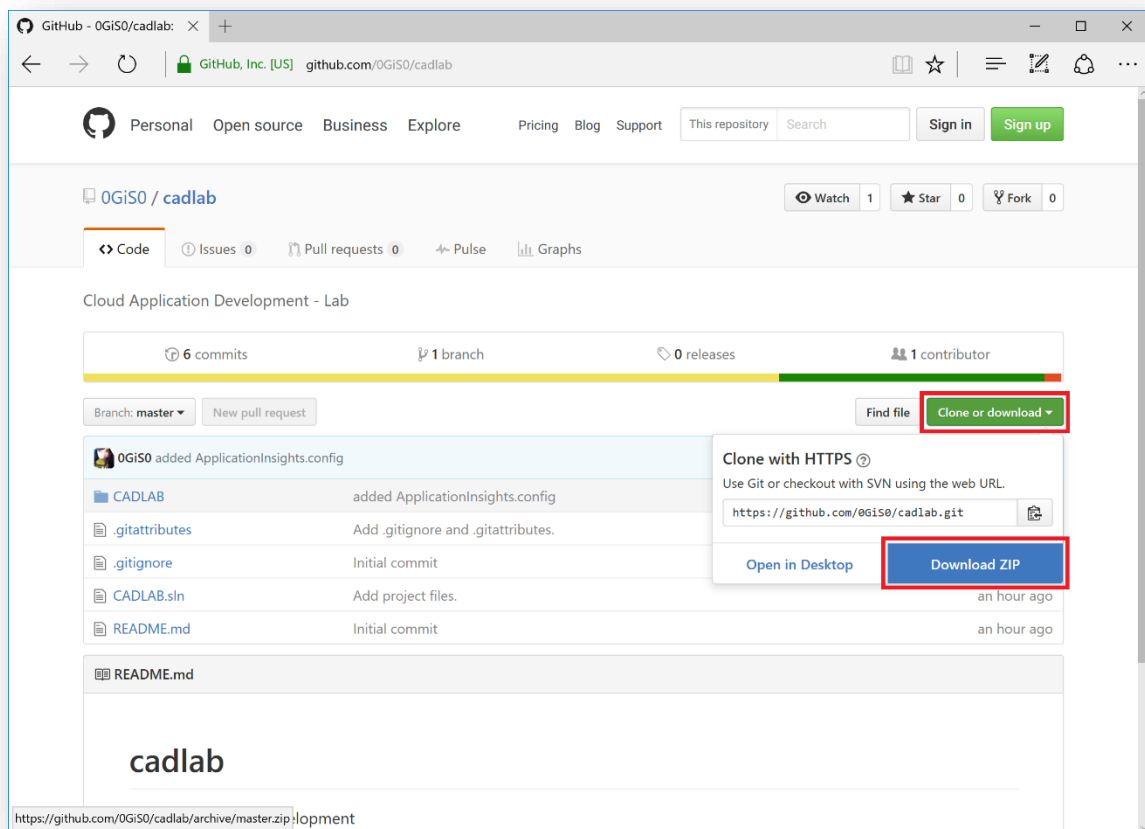 GitHub - 0GiS0/cadlab:
GitHub, Inc. [US] github.com/0GiS0/cadlab
Personal Open source Business Explore Pricing Blog Support This repository Search Sign in Sign up
0GiS0 / cadlab Watch 1 Star 0 Fork 0
Code Issues 0 Pull requests 0 Pulse Graphs
Cloud Application Development - Lab
6 commits 1 branch 0 releases 1 contributor
Branch: master New pull request Find file Clone or download
0GiS0 added ApplicationInsights.config
Clone with HTTPS
Use Git or checkout with SVN using the web URL.
https://github.com/0GiS0/cadlab.git
Open in Desktop Download ZIP
CADLAB added ApplicationInsights.config
.gitattributes Add .gitignore and .gitattributes.
.gitignore Initial commit
CADLAB.sln Add project files. an hour ago
README.md Initial commit an hour ago
README.md
cadlab
https://github.com/0GiS0/cadlab/archive/master.zip lopment